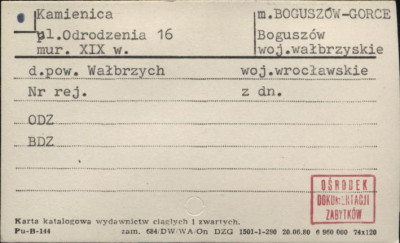 Kamienica m.BOGUSZÓW-GORCE
pl.Odrodzenia 16 Boguszów
mur. XIX w. woj.wałbrzyskie
d.pow. Wałbrzych woj.wrocławskie
Nr rej. z dn.
ODZ
BDZ
OŚRODEK
DOKUMENTACJI
ZABYTKÓW
Karta katalogowa wydawnictw ciągłych i zwartych.
Pu-B-144 zam. 684/DW/WA/On DZG 1501-1-290 20.06.80 6 960 000 74x120